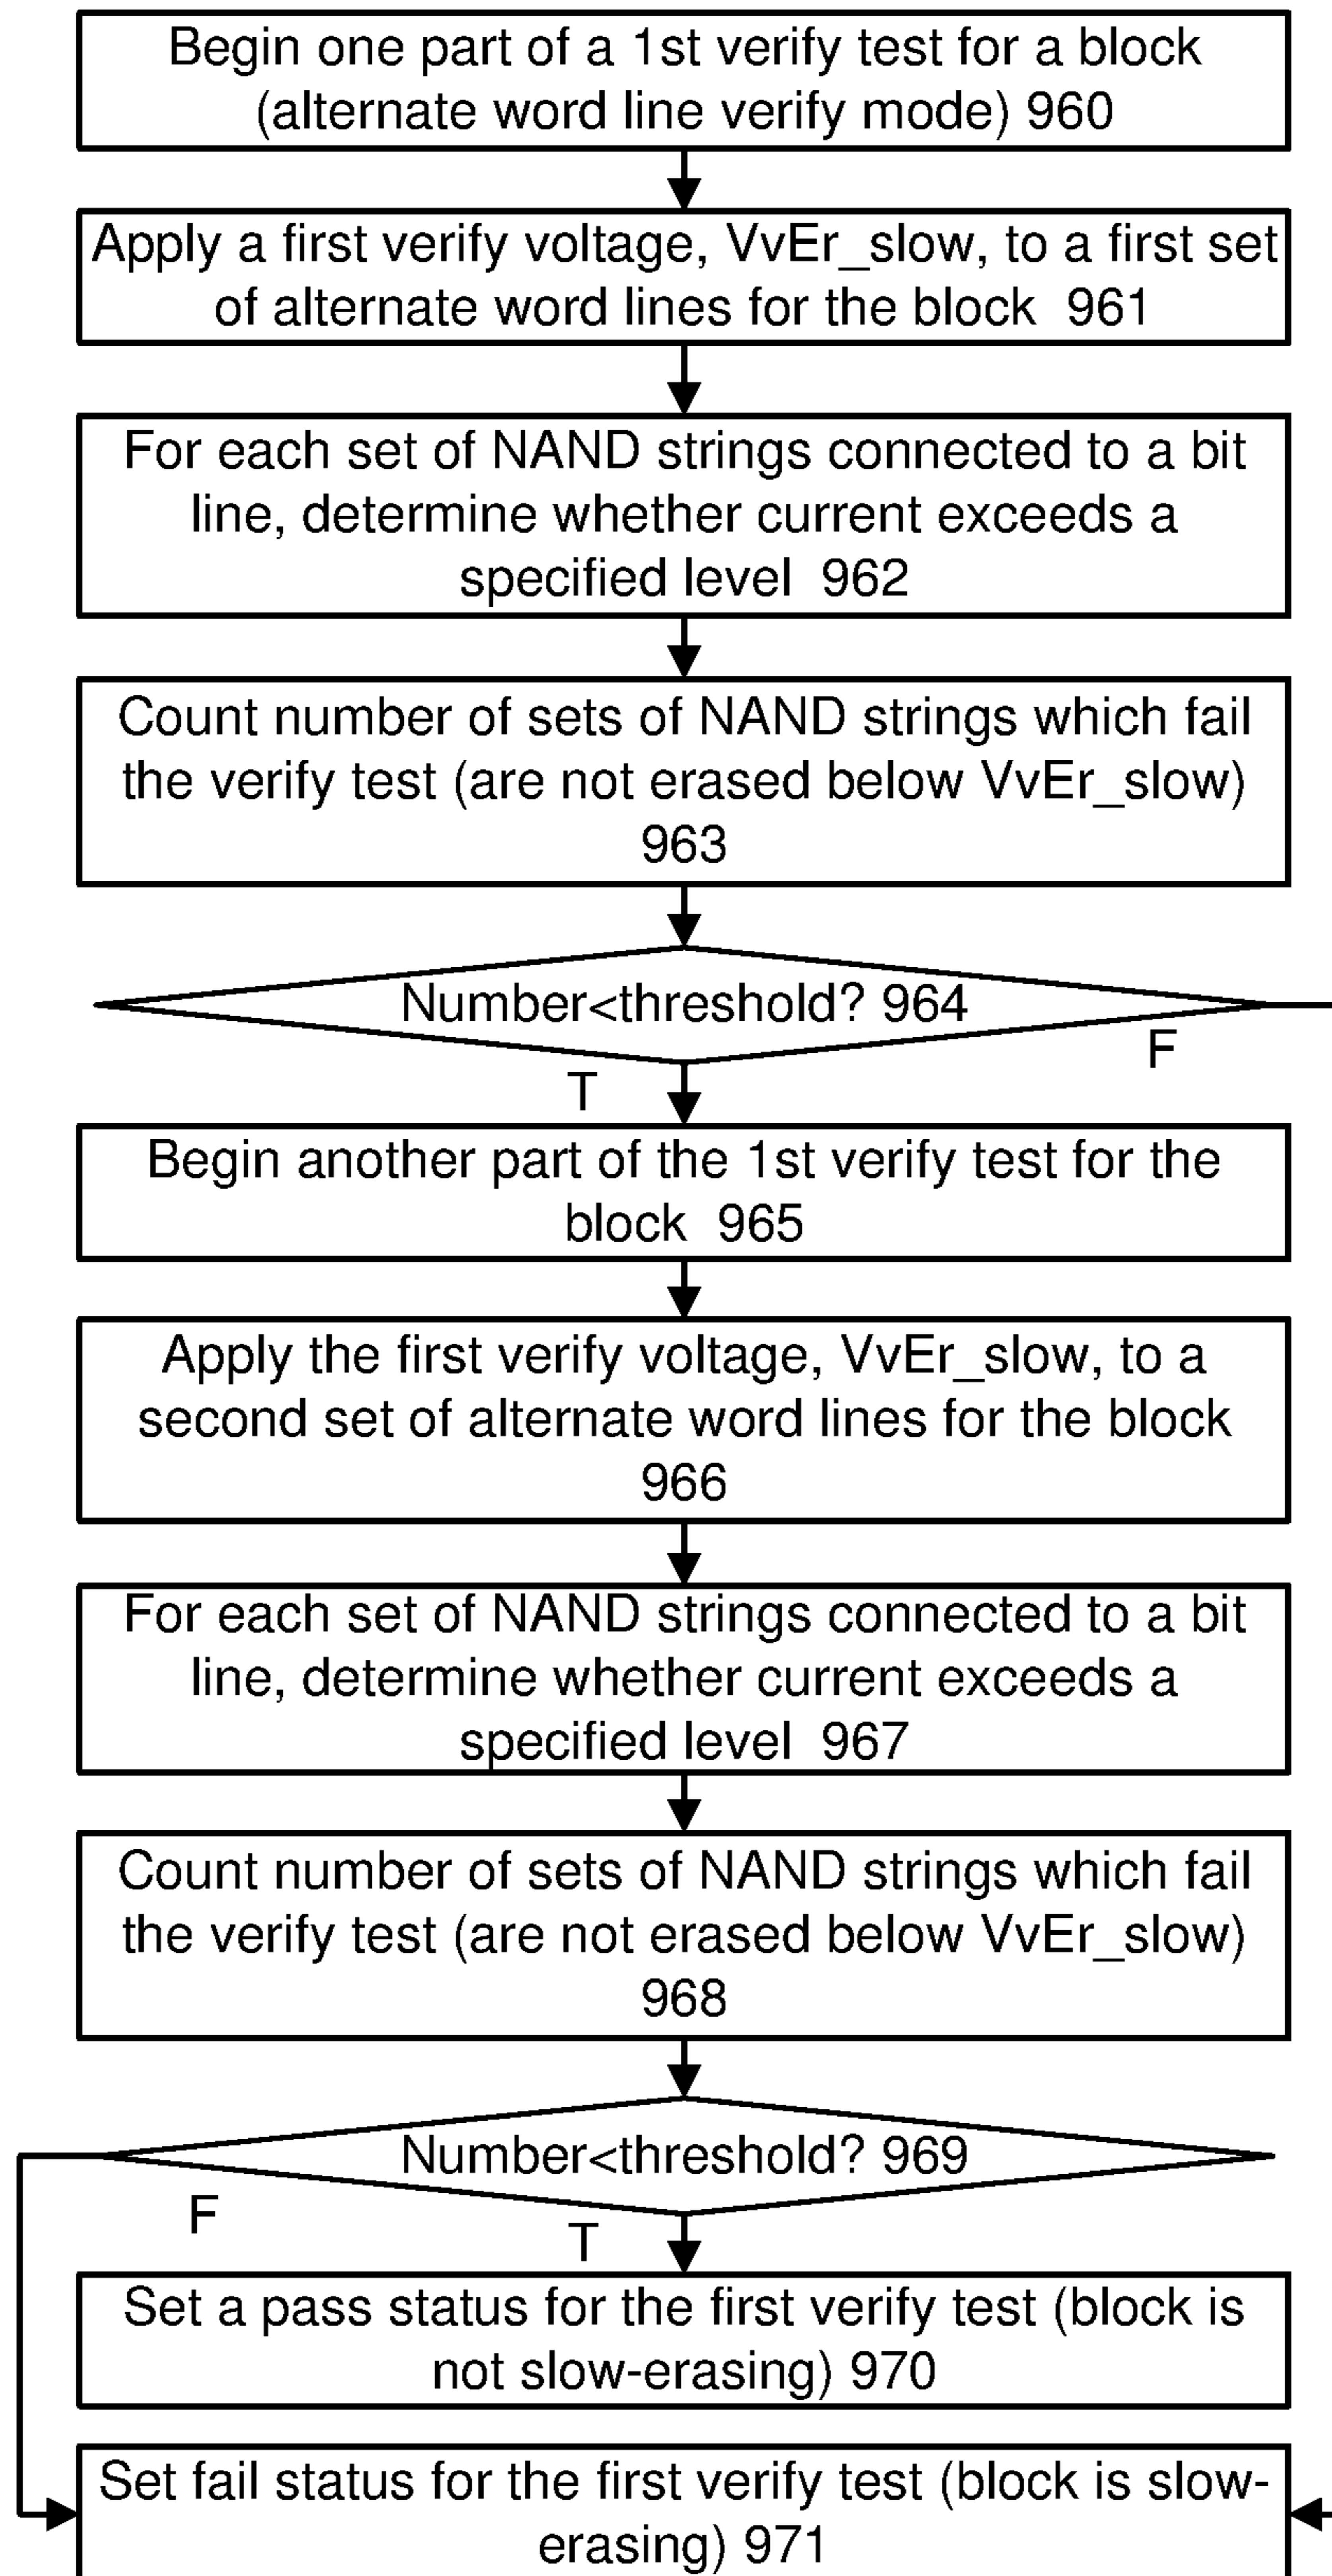 Begin one part of a 1st verify test for a block
(alternate word line verify mode) 960
Apply a first verify voltage, VvEr_slow, to a first set
of alternate word lines for the block 961
For each set of NAND strings connected to a bit
line, determine whether current exceeds a
specified level 962
Count number of sets of NAND strings which fail
the verify test (are not erased below VvEr_slow)
963
Number<threshold? 964
F
T
Begin another part of the 1st verify test for the
block 965
Apply the first verify voltage, VvEr_slow, to a
second set of alternate word lines for the block
966
For each set of NAND strings connected to a bit
line, determine whether current exceeds a
specified level 967
Count number of sets of NAND strings which fail
the verify test (are not erased below VvEr_slow)
968
Number<threshold? 969
F
T
Set a pass status for the first verify test (block is
not slow-erasing) 970
Set fail status for the first verify test (block is slow-
erasing) 971